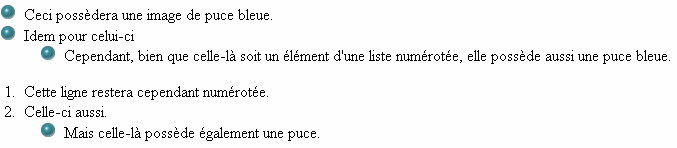 Ceci possèdera une image de puce bleue.
Idem pour celui-ci
Cependant, bien que celle-là soit un élément d'une liste numérotée, elle possède aussi une puce bleue.
1. Cette ligne restera cependant numérotée.
2. Celle-ci aussi.
Mais celle-là possède également une puce.